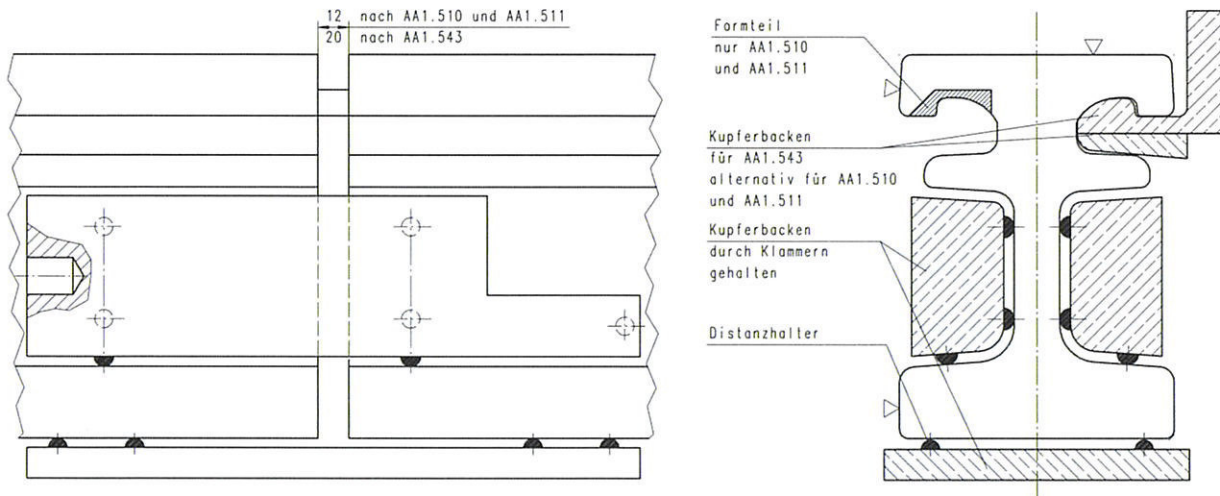 12 nach AA1.510 und AA1.511
20 nach AA1.543
Formteil
nur AA1.510
und AA1.511
Kupferbacken
für AA1.543
alternativ für AA1.510
und AA1.511
Kupferbacken
durch Klammern
gehalten
Distanzhalter